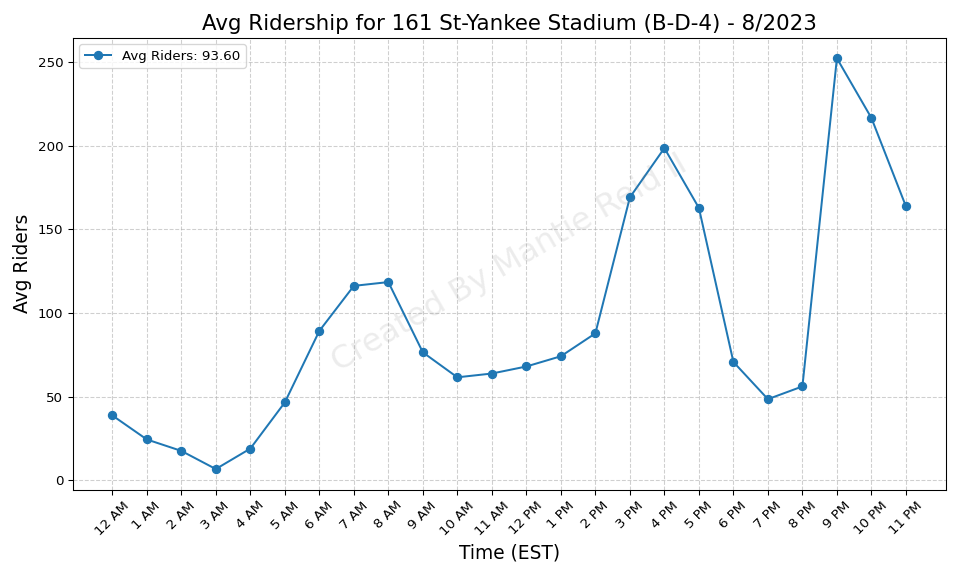 Avg Ridership for 161 St-Yankee Stadium (B-D-4) - 8/2023
Avg Riders: 93.60
250
200
150
100
50
0
Avg Riders
Created By Mantie Reid II
12 AM
1 AM
2 AM
3 AM
4 AM
5 AM
6 AM
7 AM
8 AM
9 AM
10 AM
11 AM
12 PM
1 PM
2 PM
3 PM
4 PM
5 PM
6 PM
7 PM
8 PM
9 PM
10 PM
11 PM
Time (EST)